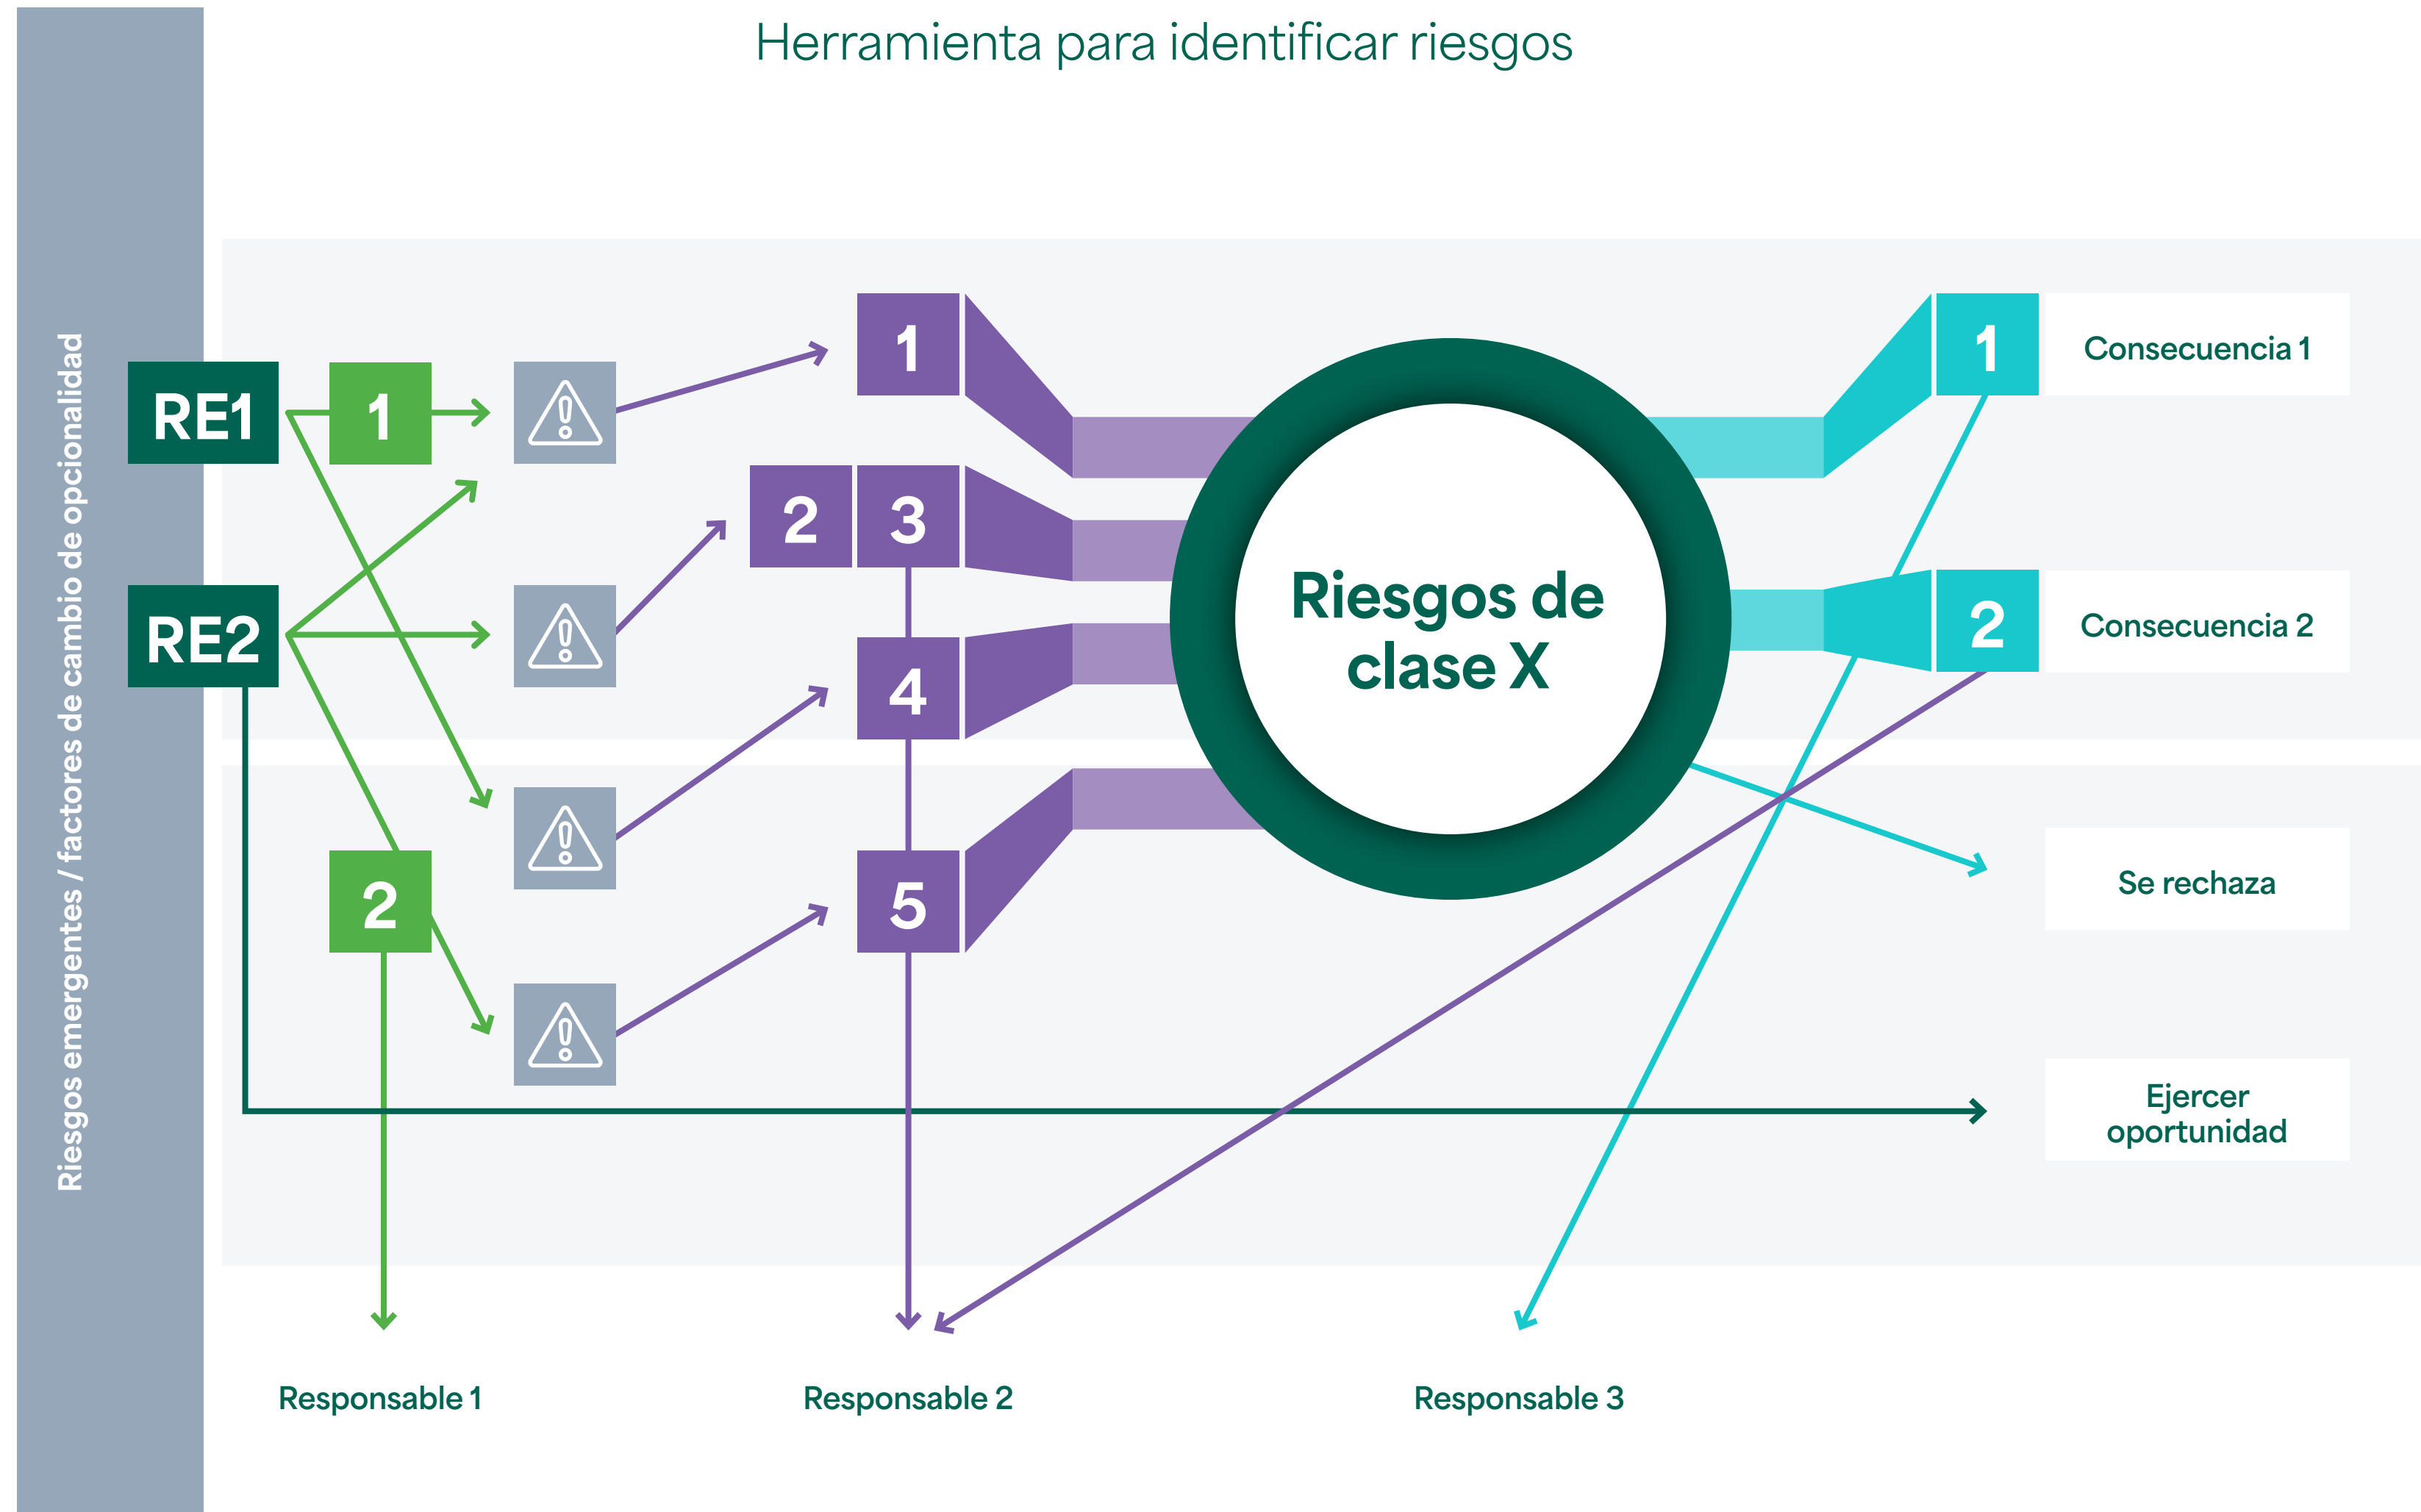 Herramienta para identificar riesgos
Riesgos emergentes / factores de cambio de opcionalidad
RE1
1
1
1
Consecuencia 1
2
3
RE2
Riesgos de
clase X
2
Consecuencia 2
4
2
5
Se rechaza
Ejercer
oportunidad
Responsable 1
Responsable 2
Responsable 3